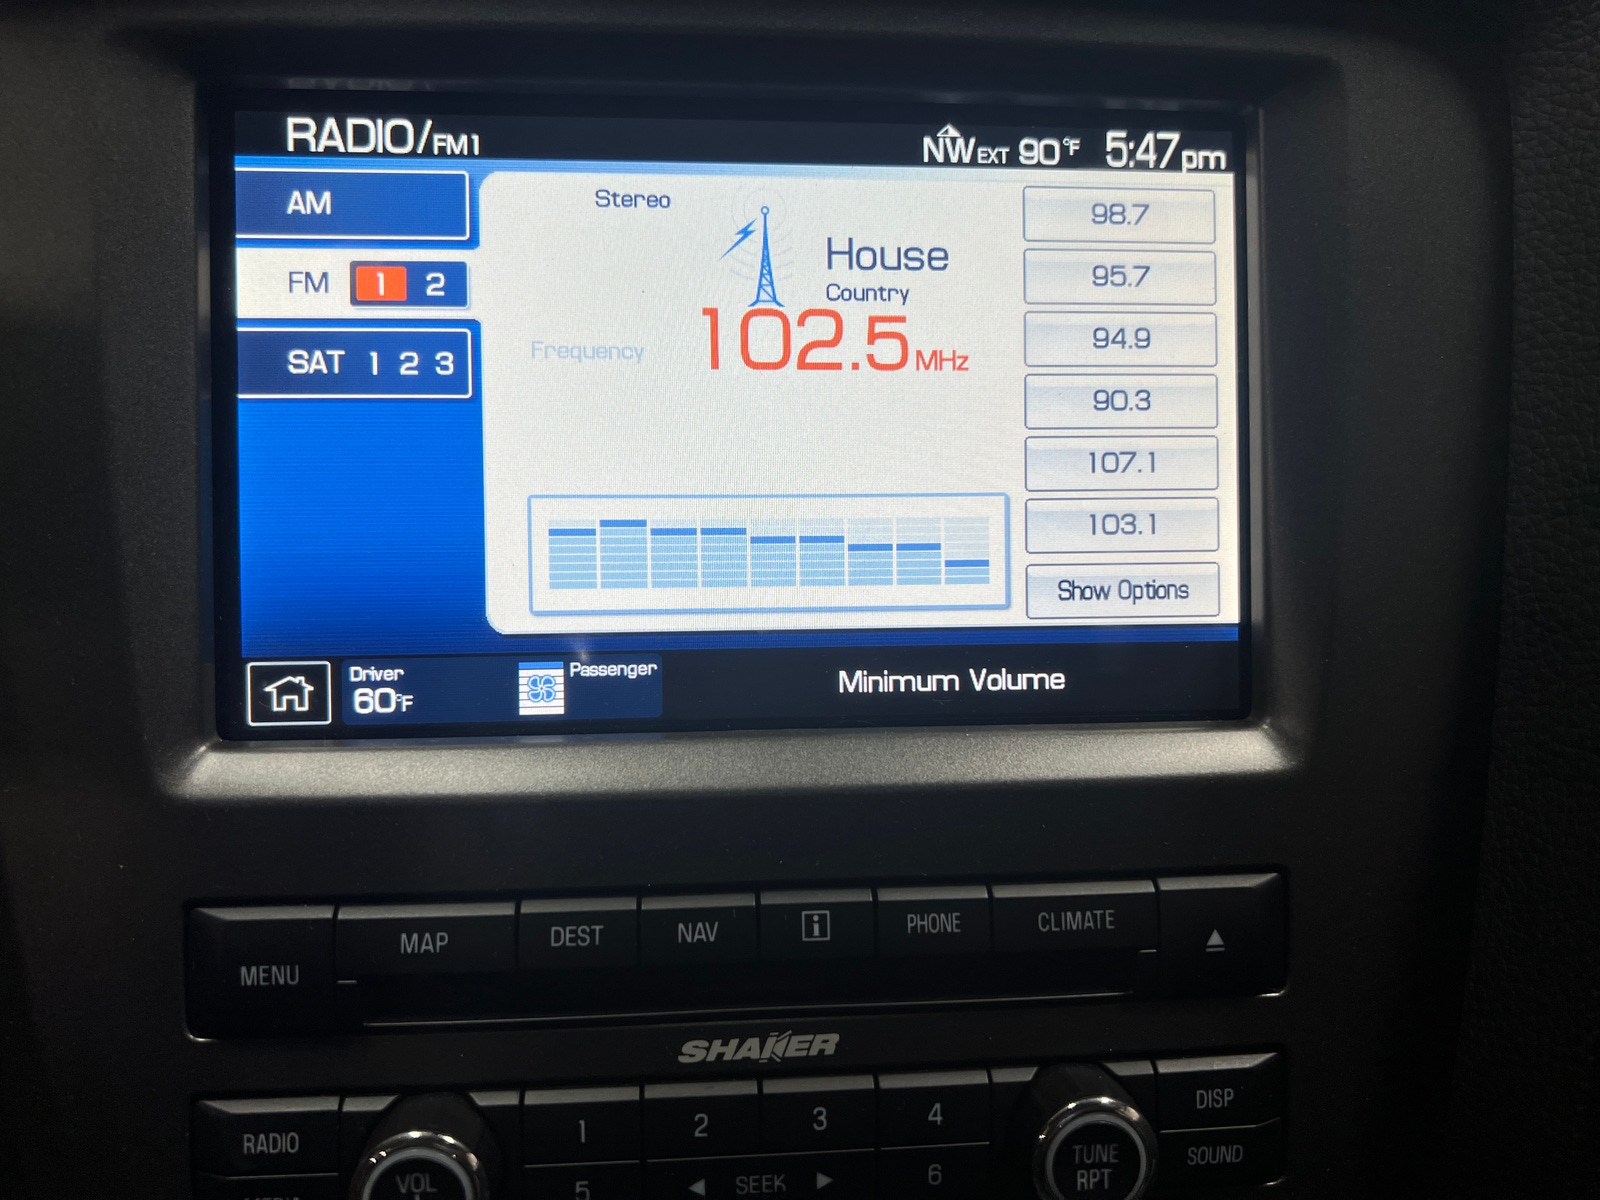 RADIO/FM1
NW EXT 90°F 5:47pm
AM
FM 1 2
SAT 1 2 3
Stereo
House
Country
Frequency 102.5 MHz
98.7
95.7
94.9
90.3
107.1
103.1
Show Options
Driver
60°F
Passenger
Minimum Volume
MENU MAP DEST NAV i PHONE CLIMATE
SHAKER
RADIO VOL 1 2 3 4 TUNE RPT DISP
SOUND
5 SEEK 6